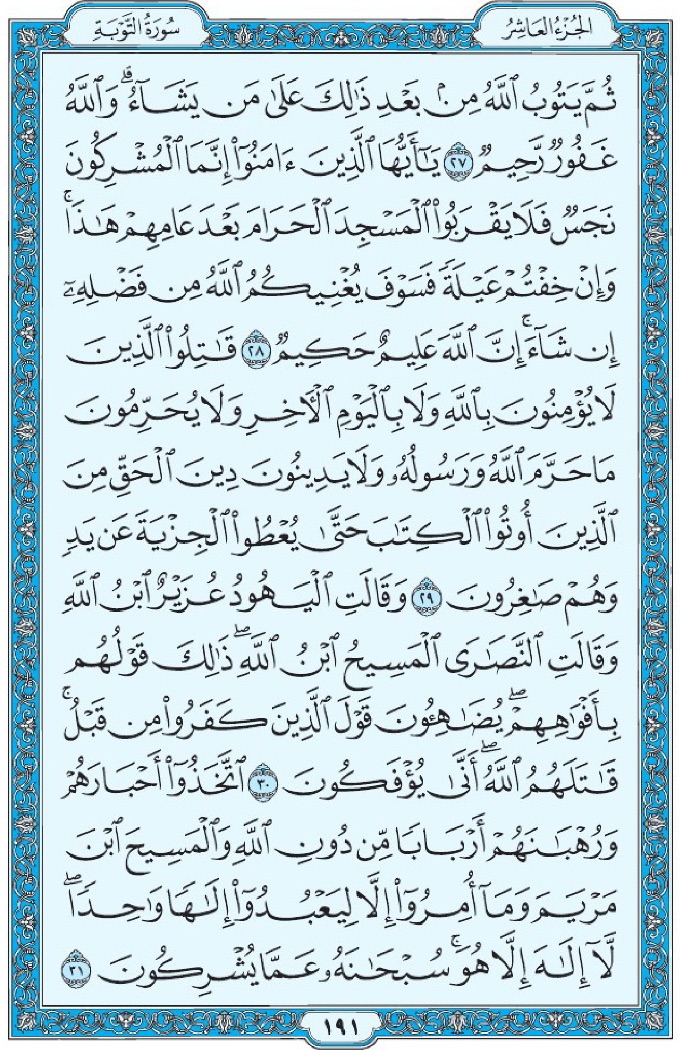 الجُزْءُ العَاشِرُ
سُورَةُ التَّوْبَةِ
ثُمَّ يَتُوبُ ٱللَّهُ مِنۢ بَعْدِ ذَٰلِكَ عَلَىٰ مَن يَشَآءُۗ وَٱللَّهُ
غَفُورٌ رَّحِيمٌ ٢٧ يَٰٓأَيُّهَا ٱلَّذِينَ ءَامَنُوٓا۟ إِنَّمَا ٱلْمُشْرِكُونَ
نَجَسٌ فَلَا يَقْرَبُوا۟ ٱلْمَسْجِدَ ٱلْحَرَامَ بَعْدَ عَامِهِمْ هَٰذَاۚ
وَإِنْ خِفْتُمْ عَيْلَةً فَسَوْفَ يُغْنِيكُمُ ٱللَّهُ مِن فَضْلِهِۦٓ
إِن شَآءَۚ إِنَّ ٱللَّهَ عَلِيمٌ حَكِيمٌ ٢٨ قَٰتِلُوا۟ ٱلَّذِينَ
لَا يُؤْمِنُونَ بِٱللَّهِ وَلَا بِٱلْيَوْمِ ٱلْءَاخِرِ وَلَا يُحَرِّمُونَ
مَا حَرَّمَ ٱللَّهُ وَرَسُولُهُۥ وَلَا يَدِينُونَ دِينَ ٱلْحَقِّ مِنَ
ٱلَّذِينَ أُوتُوا۟ ٱلْكِتَٰبَ حَتَّىٰ يُعْطُوا۟ ٱلْجِزْيَةَ عَن يَدٍ
وَهُمْ صَٰغِرُونَ ٢٩ وَقَالَتِ ٱلْيَهُودُ عُزَيْرٌ ٱبْنُ ٱللَّهِ
وَقَالَتِ ٱلنَّصَٰرَى ٱلْمَسِيحُ ٱبْنُ ٱللَّهِۖ ذَٰلِكَ قَوْلُهُم
بِأَفْوَٰهِهِمْۖ يُضَٰهِـُٔونَ قَوْلَ ٱلَّذِينَ كَفَرُوا۟ مِن قَبْلُۚ
قَٰتَلَهُمُ ٱللَّهُۖ أَنَّىٰ يُؤْفَكُونَ ٣٠ ٱتَّخَذُوٓا۟ أَحْبَارَهُمْ
وَرُهْبَٰنَهُمْ أَرْبَابًا مِّن دُونِ ٱللَّهِ وَٱلْمَسِيحَ ٱبْنَ
مَرْيَمَ وَمَآ أُمِرُوٓا۟ إِلَّا لِيَعْبُدُوٓا۟ إِلَٰهًا وَٰحِدًاۖ
لَّآ إِلَٰهَ إِلَّا هُوَۚ سُبْحَٰنَهُۥ عَمَّا يُشْرِكُونَ ٣١
١٩١